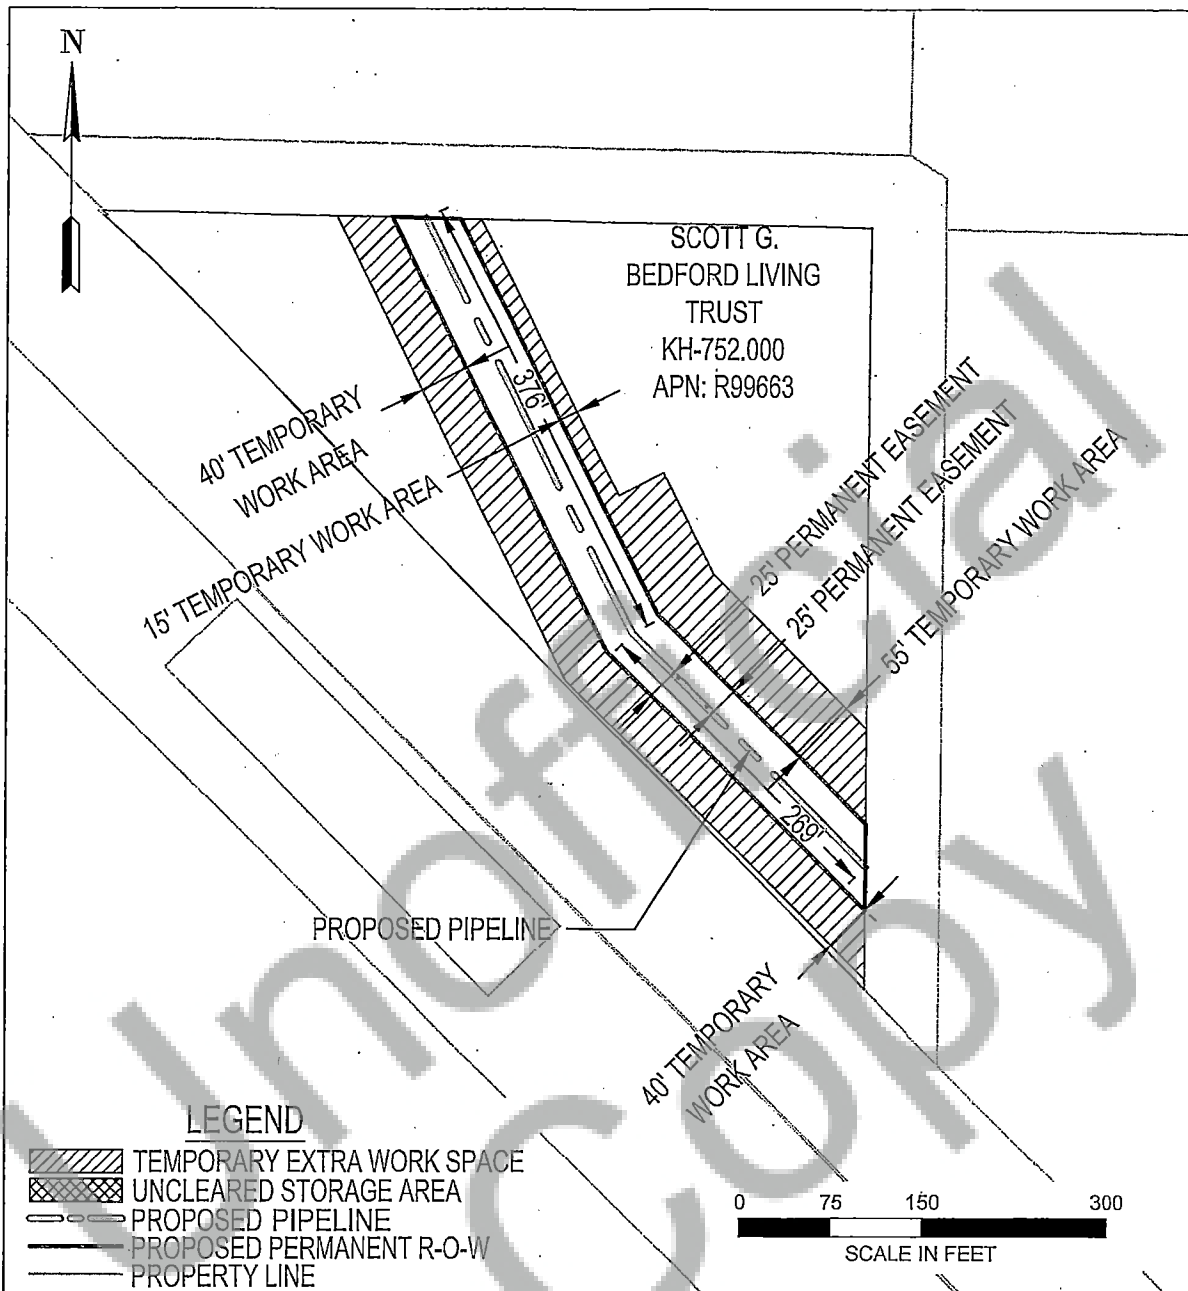 N
SCOTT G.
BEDFORD LIVING
TRUST
KH-752.000
APN: R99663
376'
40' TEMPORARY
WORK AREA
15' TEMPORARY WORK AREA
25' PERMANENT EASEMENT
25' PERMANENT EASEMENT
55' TEMPORARY WORK AREA
269'
PROPOSED PIPELINE
40' TEMPORARY
WORK AREA
LEGEND
TEMPORARY EXTRA WORK SPACE
UNCLEARED STORAGE AREA
PROPOSED PIPELINE
PROPOSED PERMANENT R-O-W
PROPERTY LINE
0 75 150 300
SCALE IN FEET
Unofficial
Copy